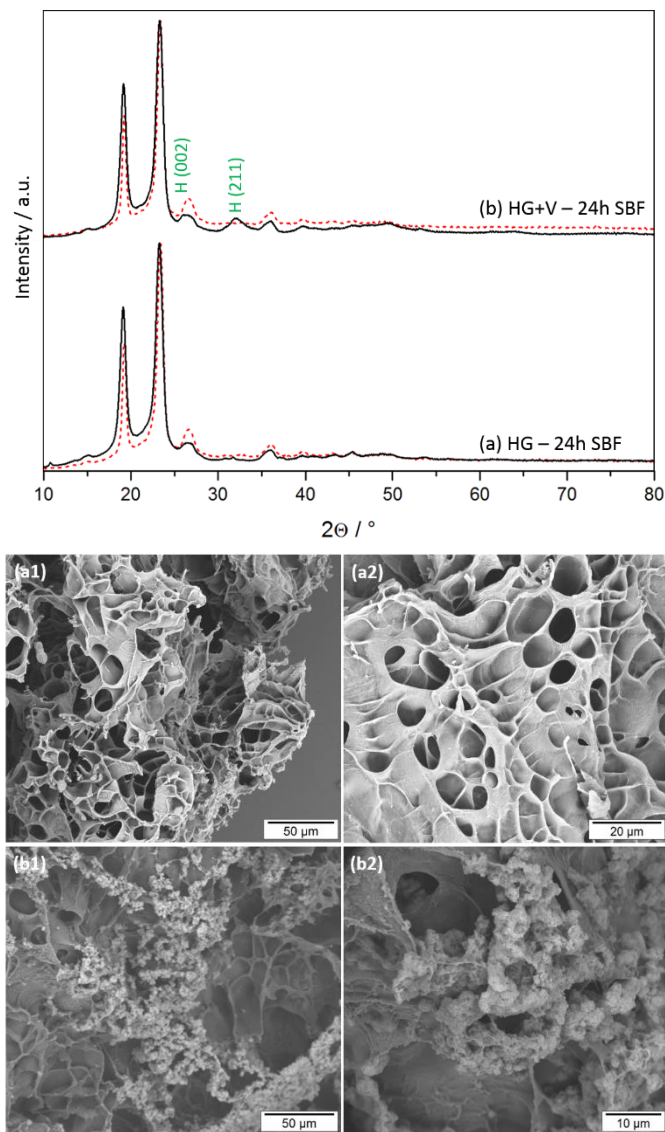 Intensity / a.u.
H (002)
H (211)
(b) HG+V – 24h SBF
(a) HG – 24h SBF
10 20 30 40 50 60 70 80
2Θ / °
(a1)
50 µm
(a2)
20 µm
(b1)
50 µm
(b2)
10 µm